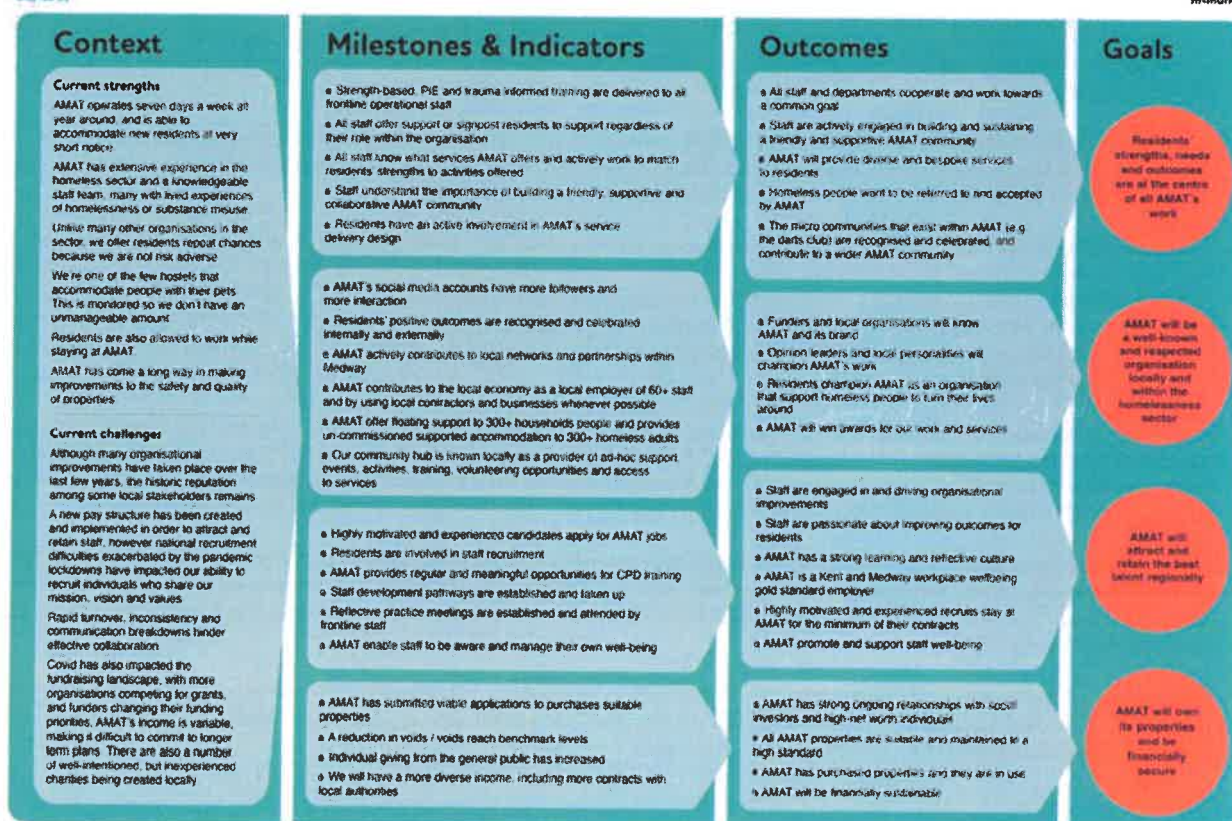 Context
Current strengths
AMAT operates seven days a week all
year around, and is able to
accommodate new residents at very
short notice
AMAT has extensive experience in the
homeless sector and a knowledgeable
staff team, many with lived experiences
of homelessness or substance misuse
Unlike many other organisations in the
sector, we offer residents repeat chances
because we are not risk adverse
We're one of the few hostels that
accommodate people with their pets
This is monitored so we don't have an
unmanageable amount
Residents are also allowed to work while
staying at AMAT
AMAT has come a long way in making
improvements to the safety and quality
of properties
Current challenges
Although many organisational
improvements have taken place over the
last few years, the historic reputation
among some local stakeholders remains
A new pay structure has been created
and implemented in order to attract and
retain staff, however national recruitment
difficulties exacerbated by the pandemic
lockdowns have impacted our ability to
recruit individuals who share our
mission, vision and values
Rapid turnover, inconsistency and
communication breakdowns hinder
effective collaboration
Covid has also impacted the
fundraising landscape, with more
organisations competing for grants,
and funders changing their funding
priorities, AMAT's income is variable,
making it difficult to commit to longer
term plans. There are also a number
of well-intentioned, but inexperienced
charities being created locally
Milestones & Indicators
Strength-based, PIE and trauma informed training are delivered to all
frontline operational staff
All staff offer support or signpost residents to support regardless of
their role within the organisation
All staff know what services AMAT offers and actively work to match
residents' strengths to activities offered
Staff understand the importance of building a friendly, supportive and
collaborative AMAT community
Residents have an active involvement in AMAT's service
delivery design
AMAT's social media accounts have more followers and
more interaction
Residents' positive outcomes are recognised and celebrated
internally and externally
AMAT actively contributes to local networks and partnerships within
Medway
AMAT contributes to the local economy as a local employer of 60+ staff
and by using local contractors and businesses whenever possible
AMAT offer floating support to 300+ households people and provides
un-commissioned supported accommodation to 300+ homeless adults
Our community hub is known locally as a provider of ad-hoc support,
events, activities, training, volunteering opportunities and access
to services
Highly motivated and experienced candidates apply for AMAT jobs
Residents are involved in staff recruitment
AMAT provides regular and meaningful opportunities for CPD training
Staff development pathways are established and taken up
Reflective practice meetings are established and attended by
frontline staff
AMAT enable staff to be aware and manage their own well-being
AMAT has submitted viable applications to purchases suitable
properties
A reduction in voids / voids reach benchmark levels
Individual giving from the general public has increased
We will have a more diverse income, including more contracts with
local authorities
Outcomes
All staff and departments cooperate and work towards
a common goal
Staff are actively engaged in building and sustaining
a friendly and supportive AMAT community
AMAT will provide diverse and bespoke services
to residents
Homeless people want to be referred to and accepted
by AMAT
The micro communities that exist within AMAT (e.g
the darts club) are recognised and celebrated, and
contribute to a wider AMAT community
Funders and local organisations will know
AMAT and its brand
Opinion leaders and local personalities will
champion AMAT's work
Residents champion AMAT as an organisation
that support homeless people to turn their lives
around
AMAT will win awards for our work and services
Staff are engaged in and driving organisational
improvements
Staff are passionate about improving outcomes for
residents
AMAT has a strong learning and reflective culture
AMAT is a Kent and Medway workplace wellbeing
gold standard employer
Highly motivated and experienced recruits stay at
AMAT for the minimum of their contracts
AMAT promote and support staff well-being
AMAT has strong ongoing relationships with social
investors and high-net worth individuals
All AMAT properties are suitable and maintained to a
high standard
AMAT has purchased properties and they are in use
AMAT will be financially sustainable
Goals
Residents'
strengths, needs
and outcomes
are at the centre
of all AMAT's
work
AMAT will be
a well-known
and respected
organisation
locally and
within the
homelessness
sector
AMAT will
attract and
retain the best
talent regionally
AMAT will own
its properties
and be
financially
secure